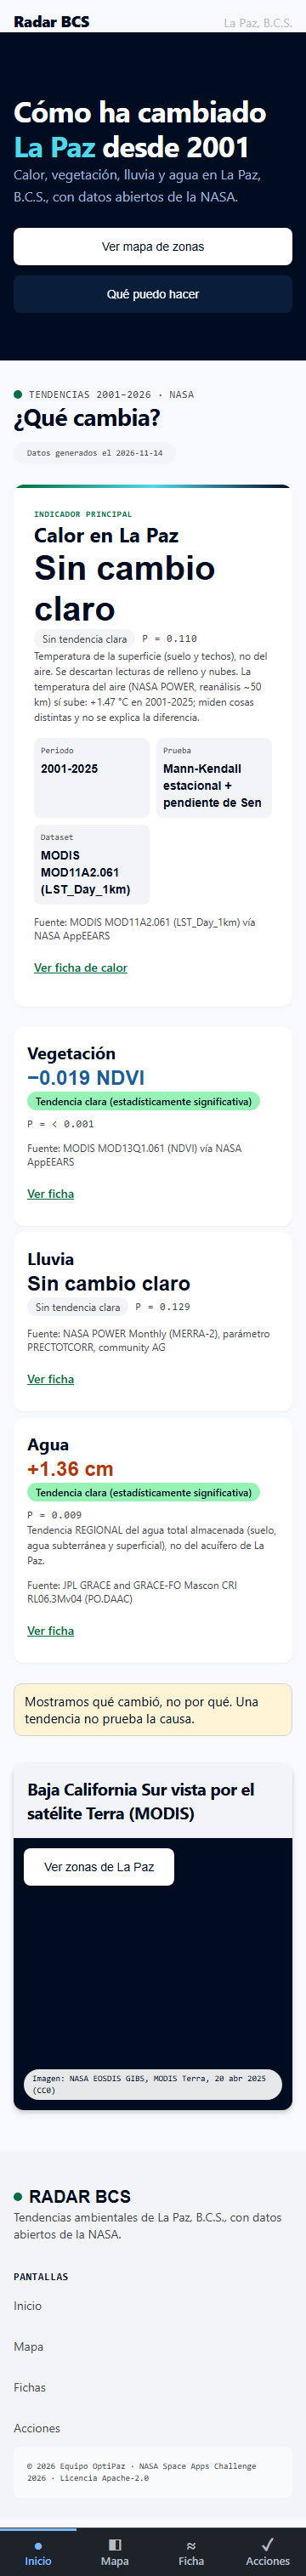 Radar BCS
La Paz, B.C.S.
Cómo ha cambiado
La Paz desde 2001
Calor, vegetación, lluvia y agua en La Paz,
B.C.S., con datos abiertos de la NASA.
Ver mapa de zonas
Qué puedo hacer
TENDENCIAS 2001–2026 · NASA
¿Qué cambia?
Datos generados el 2026-11-14
INDICADOR PRINCIPAL
Calor en La Paz
Sin cambio
claro
Sin tendencia clara P = 0.110
Temperatura de la superficie (suelo y techos), no del
aire. Se descartan lecturas de relleno y nubes. La
temperatura del aire (NASA POWER, reanálisis ~50
km) sí sube: +1.47 °C en 2001-2025; miden cosas
distintas y no se explica la diferencia.
Periodo
2001-2025
Prueba
Mann-Kendall
estacional +
pendiente de Sen
Dataset
MODIS
MOD11A2.061
(LST_Day_1km)
Fuente: MODIS MOD11A2.061 (LST_Day_1km) vía
NASA AppEEARS
Ver ficha de calor
Vegetación
−0.019 NDVI
Tendencia clara (estadísticamente significativa)
P = < 0.001
Fuente: MODIS MOD13Q1.061 (NDVI) vía NASA
AppEEARS
Ver ficha
Lluvia
Sin cambio claro
Sin tendencia clara P = 0.129
Fuente: NASA POWER Monthly (MERRA-2), parámetro
PRECTOTCORR, community AG
Ver ficha
Agua
+1.36 cm
Tendencia clara (estadísticamente significativa)
P = 0.009
Tendencia REGIONAL del agua total almacenada (suelo,
agua subterránea y superficial), no del acuífero de La
Paz.
Fuente: JPL GRACE and GRACE-FO Mascon CRI
RL06.3Mv04 (PO.DAAC)
Ver ficha
Mostramos qué cambió, no por qué. Una
tendencia no prueba la causa.
Baja California Sur vista por el
satélite Terra (MODIS)
Ver zonas de La Paz
Imagen: NASA EOSDIS GIBS, MODIS Terra, 20 abr 2025
(CC0)
RADAR BCS
Tendencias ambientales de La Paz, B.C.S., con datos
abiertos de la NASA.
PANTALLAS
Inicio
Mapa
Fichas
Acciones
© 2026 Equipo OptiPaz · NASA Space Apps Challenge
2026 · Licencia Apache-2.0
Inicio
Mapa
Ficha
Acciones